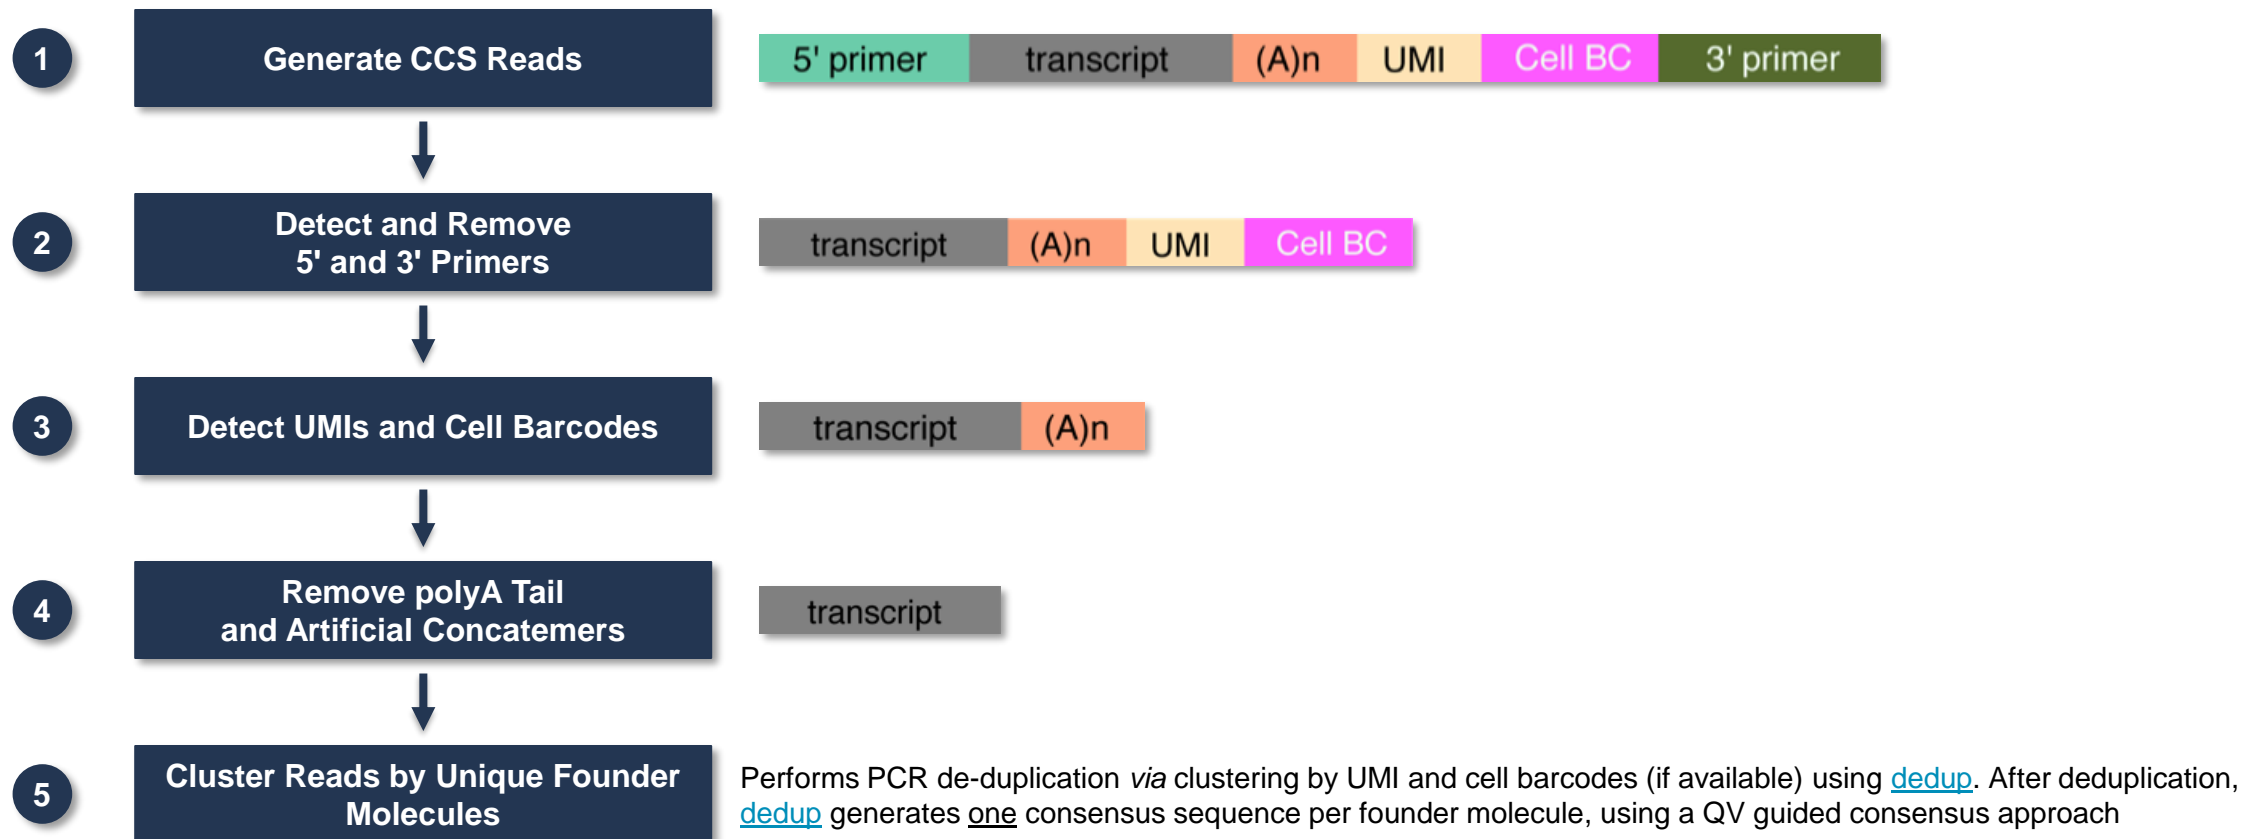 1
Generate CCS Reads
5' primer transcript (A)n UMI Cell BC 3' primer
2
Detect and Remove
5' and 3' Primers
transcript (A)n UMI Cell BC
3
Detect UMIs and Cell Barcodes
transcript (A)n
4
Remove polyA Tail
and Artificial Concatemers
transcript
5
Cluster Reads by Unique Founder
Molecules
Performs PCR de-duplication via clustering by UMI and cell barcodes (if available) using dedup. After deduplication,
dedup generates one consensus sequence per founder molecule, using a QV guided consensus approach